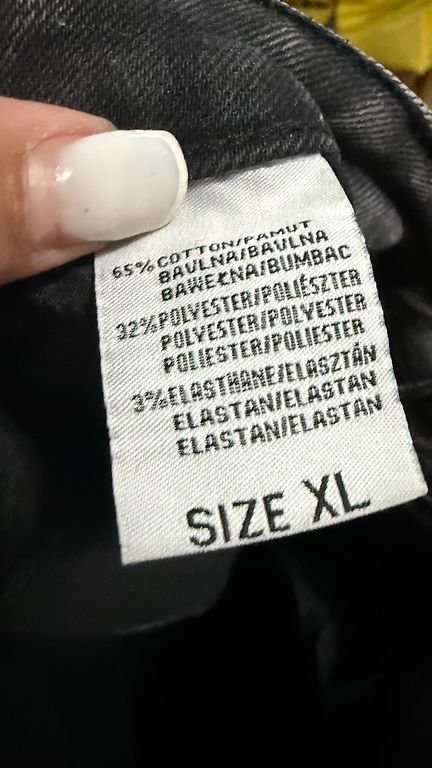 65%COTTON/PAMUT
BAVLNA/BAVLNA
BAWEŁNA/BUMBAC
32%POLYESTER/POLIÉSZTER
POLYESTER/POLYESTER
POLIESTER/POLIESTER
3%ELASTHANE/ELASZTÁN
ELASTAN/ELASTAN
ELASTAN/ELASTAN
SIZE XL